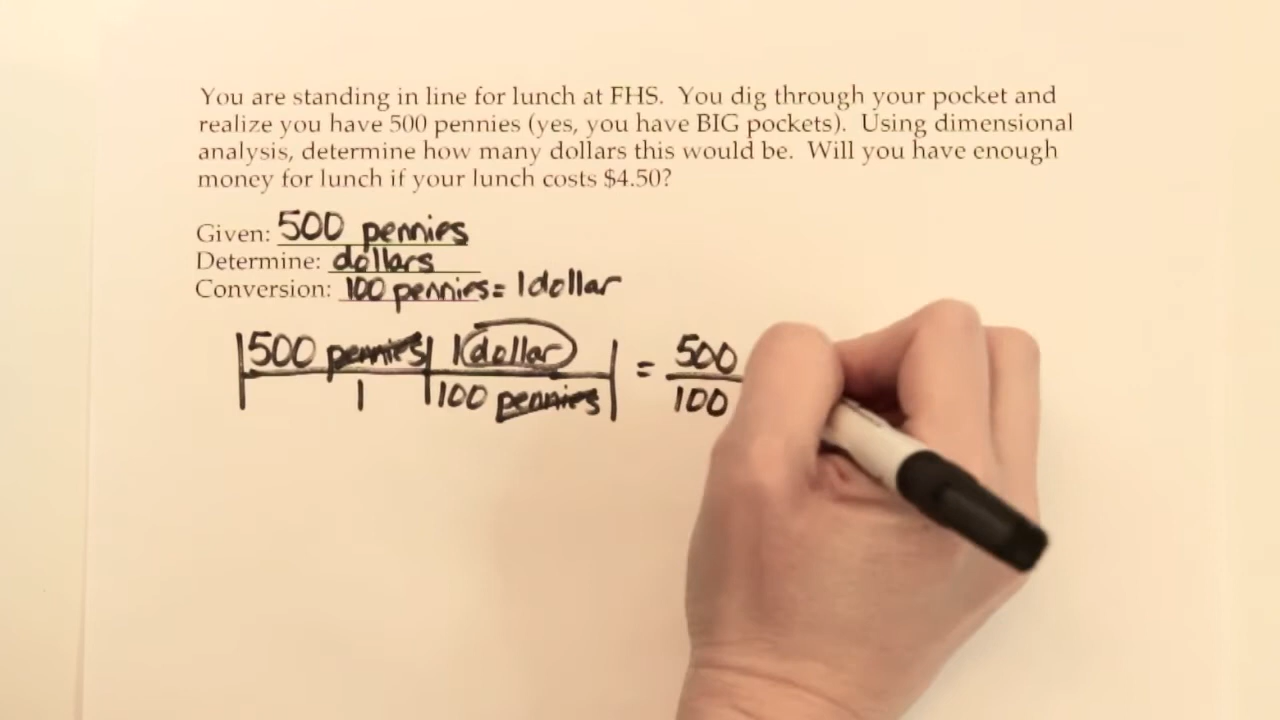 You are standing in line for lunch at FHS. You dig through your pocket and
realize you have 500 pennies (yes, you have BIG pockets). Using dimensional
analysis, determine how many dollars this would be. Will you have enough
money for lunch if your lunch costs $4.50?
Given: 500 pennies
Determine: dollars
Conversion: 100 pennies = 1 dollar
500 pennies 1 dollar = 500
1 100 pennies 100